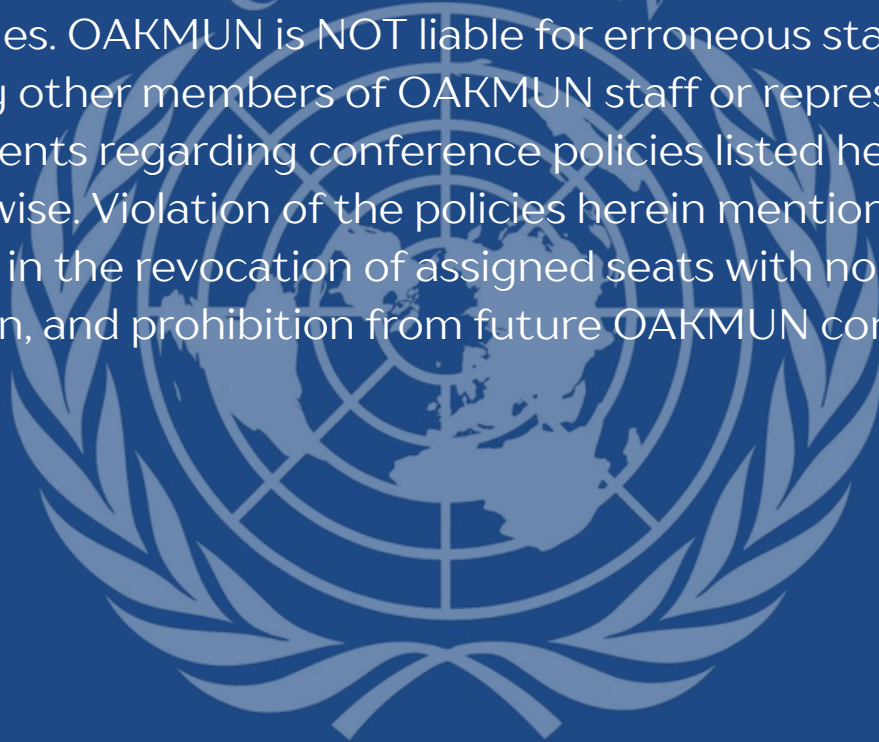 es. OAKMUN is NOT liable for erroneous sta
other members of OAKMUN staff or repres
ents regarding conference policies listed he
wise. Violation of the policies herein mention
in the revocation of assigned seats with no
n, and prohibition from future OAKMUN con